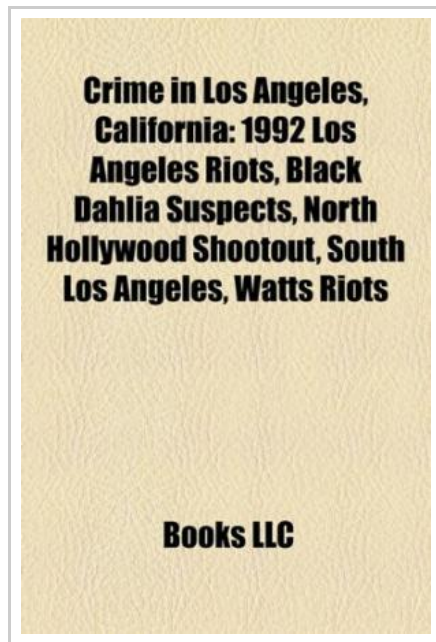 Crime in Los Angeles,
California: 1992 Los
Angeles Riots, Black
Dahlia Suspects, North
Hollywood Shootout, South
Los Angeles, Watts Riots
Books LLC